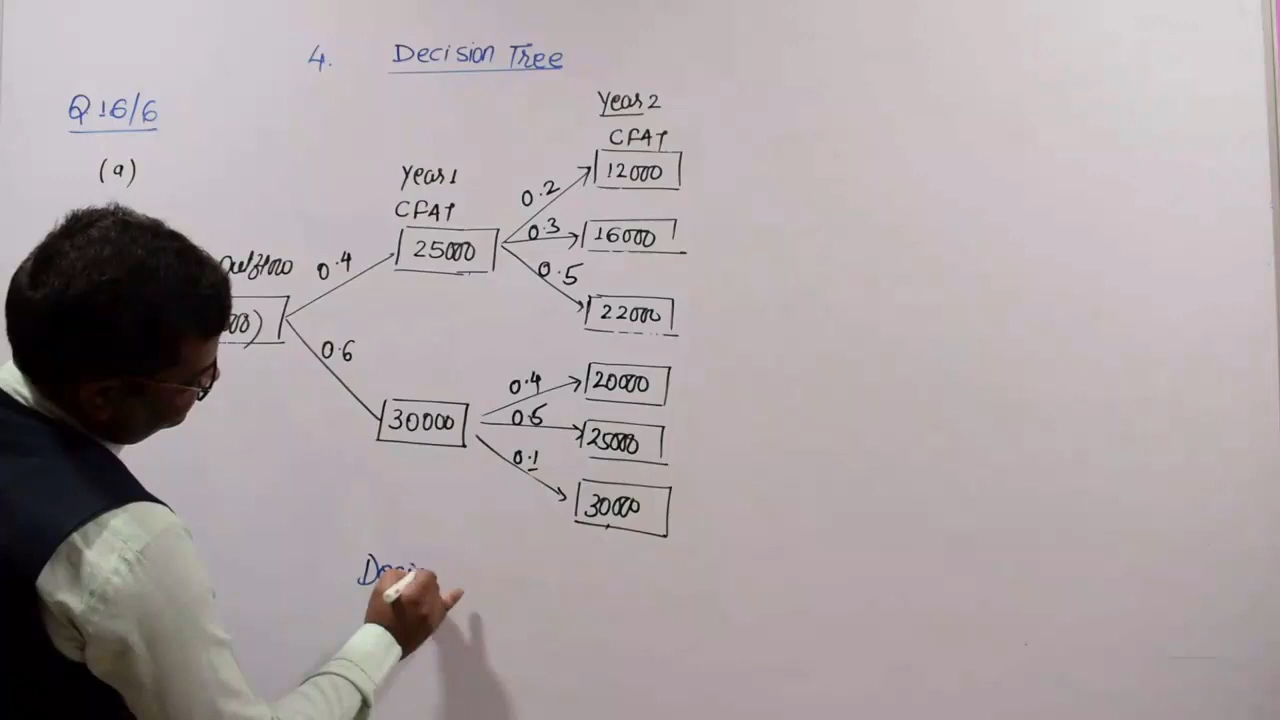 4. Decision Tree
Q 16/6
(a)
Year 1
CFAT
Year 2
CFAT
0.4
25000
0.2
12000
0.3
16000
0.5
22000
0.6
30000
0.4
20000
0.5
25000
0.1
30000